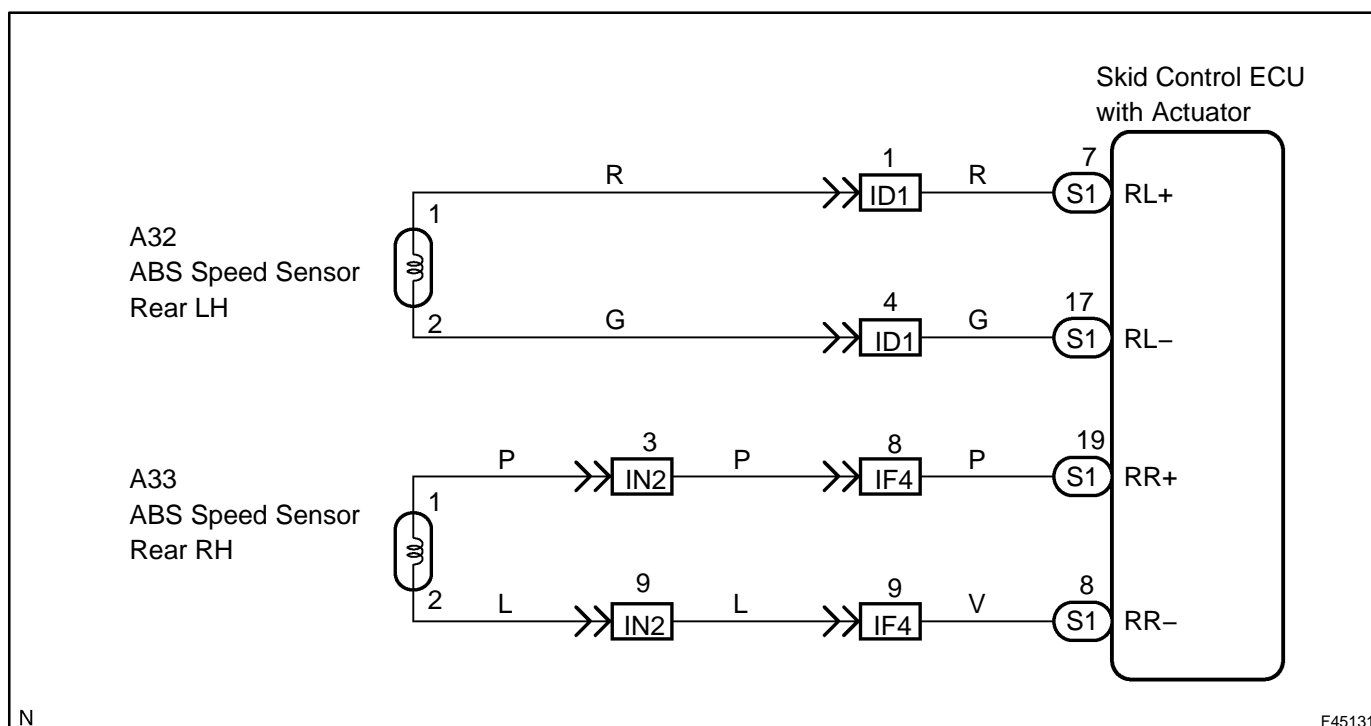 Skid Control ECU
with Actuator
1
7
R
ID1
R
S1
RL+
1
A32
ABS Speed Sensor
Rear LH
2
G
4
ID1
G
17
S1
RL−
3
8
19
P
IN2
P
IF4
P
S1
RR+
1
A33
ABS Speed Sensor
Rear RH
2
9
9
8
L
IN2
L
IF4
V
S1
RR−
N
F45131